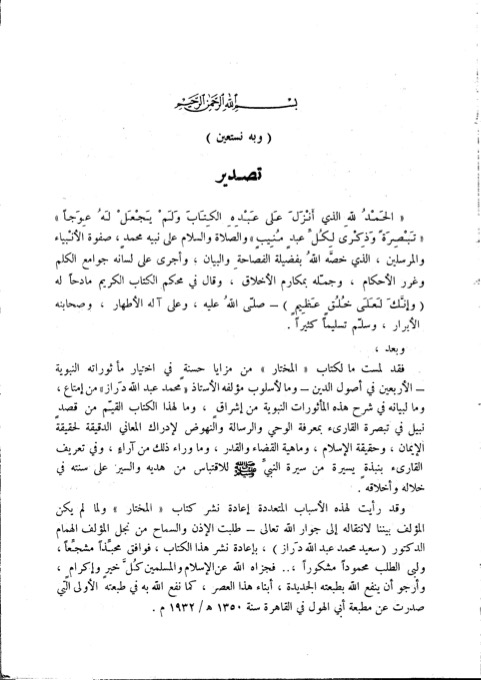 بسم الله الرحمن الرحيم
( وبه نستعين )
تصدير
« الحَمْدُ للهِ الذي أنْزَلَ عَلى عَبْدِهِ الكِتابَ وَلَمْ يَجْعَلْ لَهُ عِوَجاً »
« تَبْصِرَةً وَذِكْرى لِكُلِّ عبدٍ مُنيبٍ» والصلاة والسلام على نبيه محمدٍ ، صفوة الأنبياء
والمرسلين ، الذي خصَّه اللهُ بفضيلة الفصاحة والبيان ، وأجرى على لسانه جوامع الكلم
وغرر الأحكام ، وجمّله بمكارم الأخلاق ، وقال في محكم الكتاب الكريم مادحاً له
( وإنَّكَ لَعَلى خُلُقٍ عَظيمٍ ) – صلّى اللهُ عليه ، وعلى آله الأطهار ، وصحابته
الأبرار ، وسلّم تسليماً كثيراً .
وبعد ،
فقد لمست ما لكتاب « المختار » من مزايا حسنة في اختيار مأثوراته النبوية
– الأربعين في أصول الدين – وما لأسلوب مؤلفه الأستاذ « محمد عبد الله درّاز » من إمتاع ،
وما لبيانه في شرح هذه المأثورات النبوية من إشراق ، وما لهذا الكتاب القيّم من قصدٍ
نبيل في تبصرة القارىء بمعرفة الوحي والرسالة والنهوض لإدراك المعاني الدقيقة لحقيقة
الإيمان ، وحقيقة الإسلام ، وماهية القضاء والقدر ، وما وراء ذلك من آراءٍ ، وفي تعريف
القارىء بنبذةٍ يسيرة من سيرة النبيِّ ﷺ للاقتباس من هديه والسير على سنته في
خلاله وأخلاقه .
وقد رأيت لهذه الأسباب المتعددة إعادة نشر كتاب « المختار » ولما لم يكن
المؤلف بيننا لانتقاله إلى جوار الله تعالى – طلبت الإذن والسماح من نجل المؤلف الهمام
الدكتور ( سعيد محمد عبد الله درّاز ) ، بإعادة نشر هذا الكتاب ، فوافق محبّذاً مشجعاً ،
ولبى الطلب محموداً مشكوراً ،.. فجزاه الله عن الإسلام والمسلمين كُلَّ خيرٍ وإكرامٍ ،
وأرجو أن ينفع الله بطبعته الجديدة ، أبناء هذا العصر ، كما نفع الله به في طبعته الأولى التي
صدرت عن مطبعة أبي الهول في القاهرة سنة ١٣٥٠ هـ / ١٩٣٢ م .